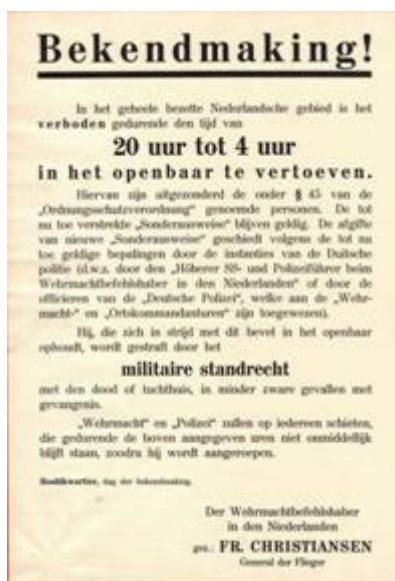 Bekendmaking!
In het geheele bezette Nederlandsche gebied is het
verboden gedurende den tijd van
20 uur tot 4 uur
in het openbaar te vertoeven.
Hiervan zijn uitgezonderd de onder § 45 van de
„Ordnungsschutzverordnung" genoemde personen. De tot
nu toe verstrekte „Sonderausweise" blijven geldig. De afgifte
van nieuwe „Sonderausweise" geschiedt volgens de tot nu
toe geldige bepalingen door de instanties van de Duitsche
politie (d.w.z. door den „Höherer SS- und Polizeiführer beim
Wehrmachtbefehlshaber in den Niederlanden" of door de
officieren van de „Deutsche Polizei", welke aan de „Wehr-
macht-" en „Ortskommandanturen" zijn toegewezen).
Hij, die zich in strijd met dit bevel in het openbaar
ophoudt, wordt gestraft door het
militaire standrecht
met den dood of tuchthuis, in minder zware gevallen met
gevangenis.
„Wehrmacht" en „Polizei" zullen op iedereen schieten,
die gedurende de boven aangegeven uren niet onmiddellijk
blijft staan, zoodra hij wordt aangeroepen.
Hoofdkwartier, dag der bekendmaking.
Der Wehrmachtbefehlshaber
in den Niederlanden
gez.: FR. CHRISTIANSEN
General der Flieger